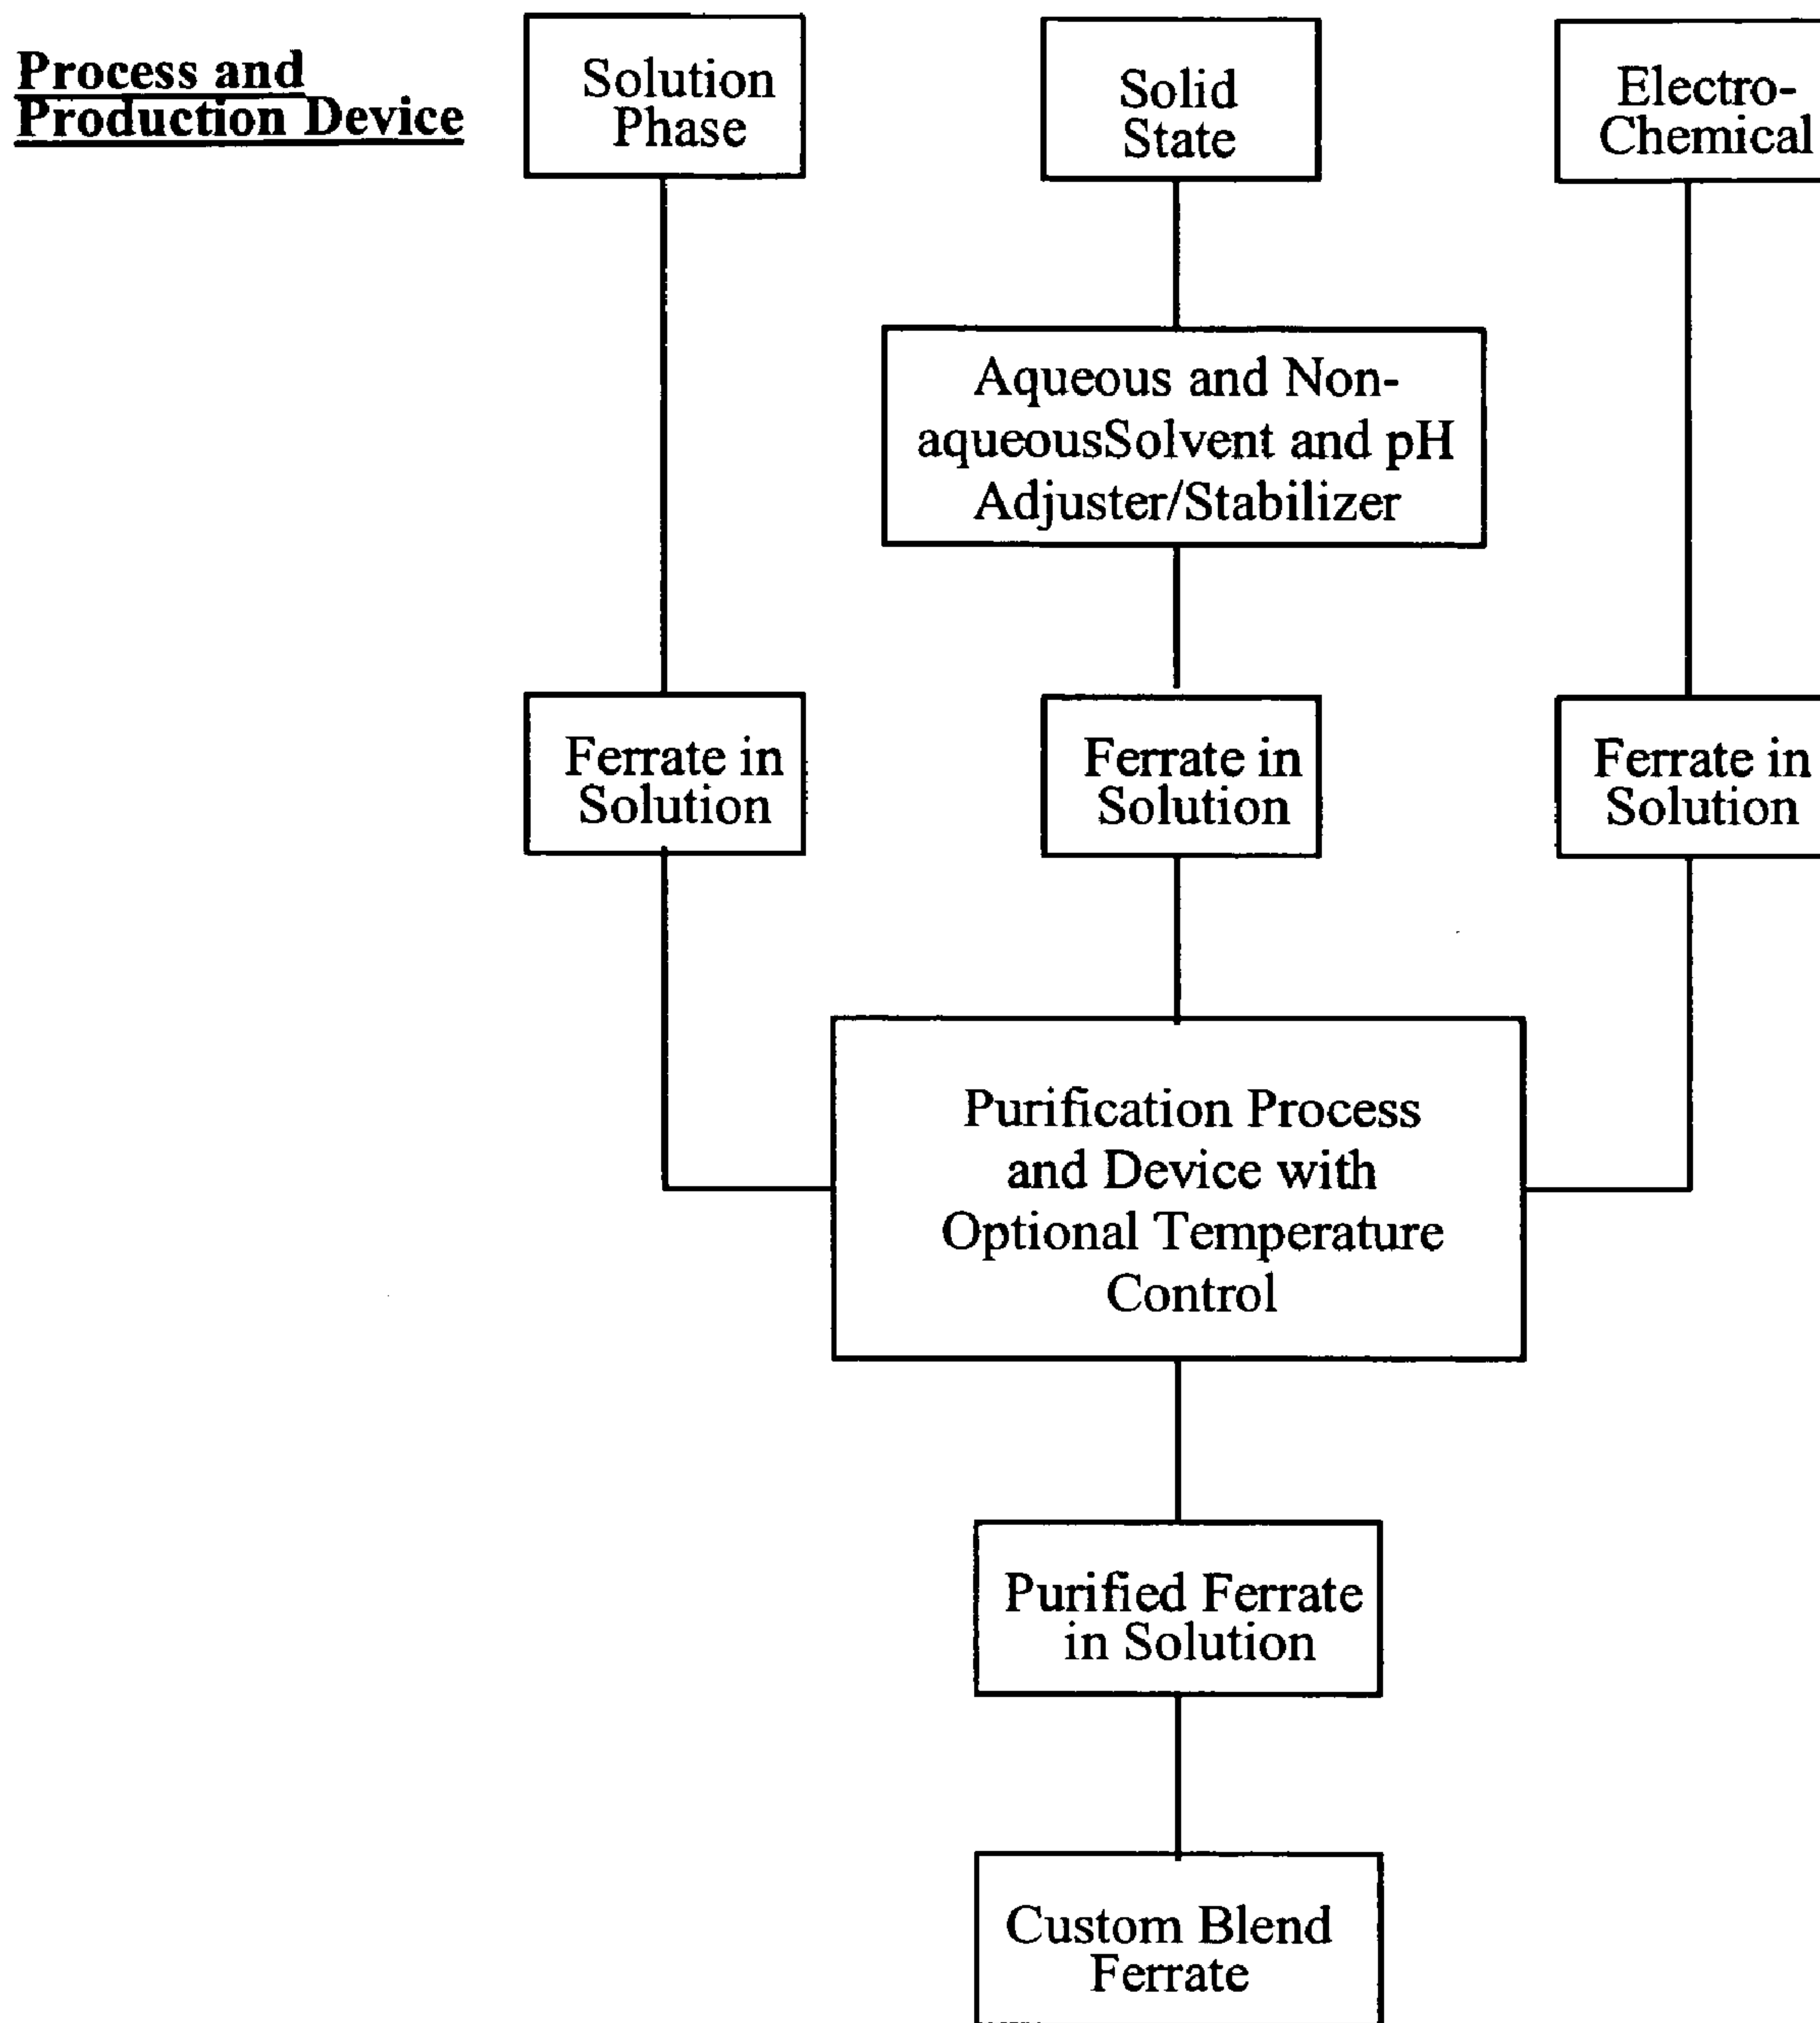 Process and
Production Device
Solution
Phase
Solid
State
Electro-
Chemical
Aqueous and Non-
aqueousSolvent and pH
Adjuster/Stabilizer
Ferrate in
Solution
Ferrate in
Solution
Ferrate in
Solution
Purification Process
and Device with
Optional Temperature
Control
Purified Ferrate
in Solution
Custom Blend
Ferrate